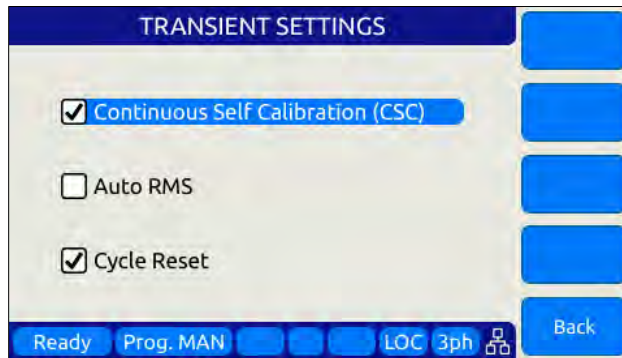 TRANSIENT SETTINGS
Continuous Self Calibration (CSC)
Auto RMS
Cycle Reset
Back
Ready Prog. MAN LOC 3ph